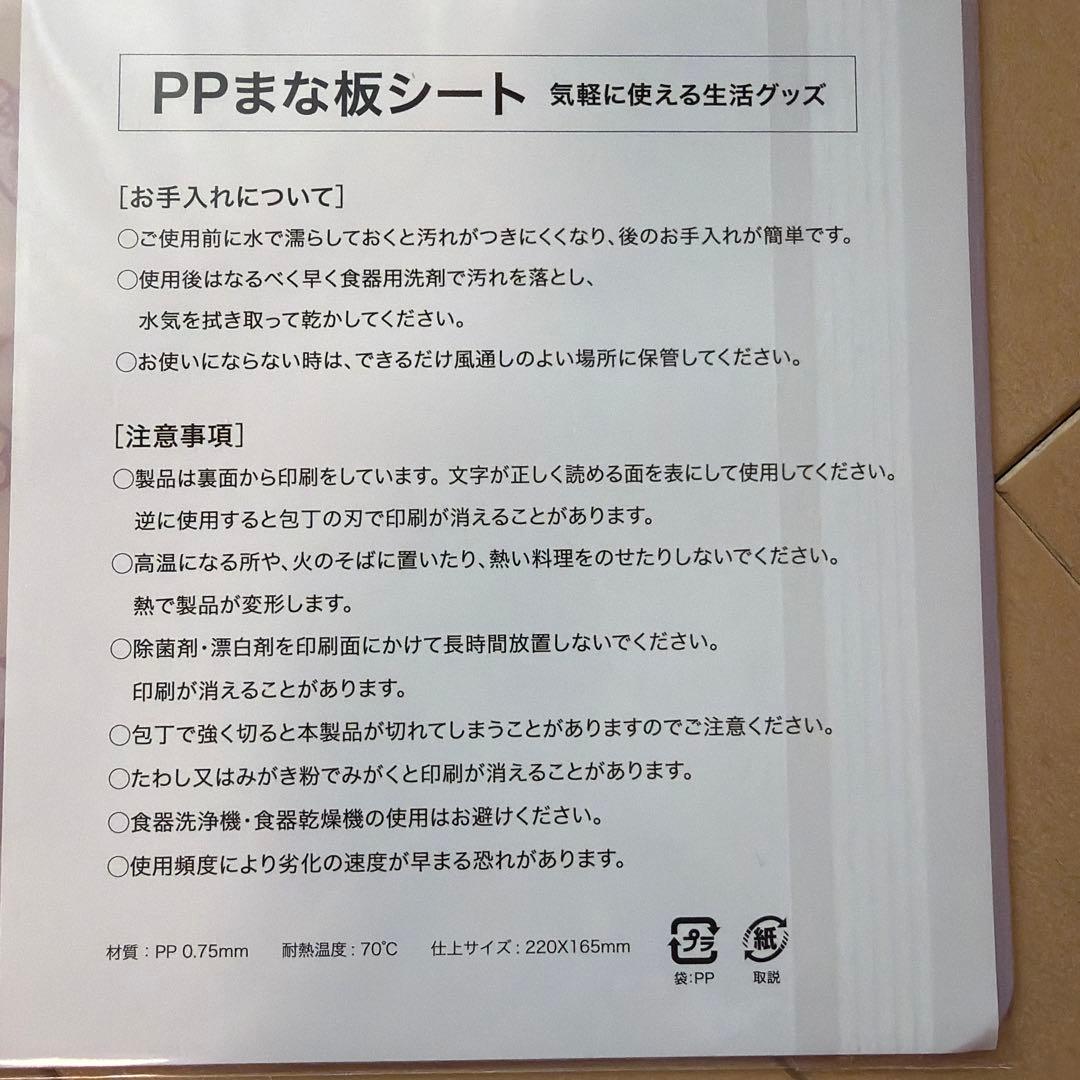 PPまな板シート 気軽に使える生活グッズ
［お手入れについて］
○ご使用前に水で濡らしておくと汚れがつきにくくなり、後のお手入れが簡単です。
○使用後はなるべく早く食器用洗剤で汚れを落とし、
水気を拭き取って乾かしてください。
○お使いにならない時は、できるだけ風通しのよい場所に保管してください。
［注意事項］
○製品は裏面から印刷をしています。文字が正しく読める面を表にして使用してください。
逆に使用すると包丁の刃で印刷が消えることがあります。
○高温になる所や、火のそばに置いたり、熱い料理をのせたりしないでください。
熱で製品が変形します。
○除菌剤・漂白剤を印刷面にかけて長時間放置しないでください。
印刷が消えることがあります。
○包丁で強く切ると本製品が切れてしまうことがありますのでご注意ください。
○たわし又はみがき粉でみがくと印刷が消えることがあります。
○食器洗浄機・食器乾燥機の使用はお避けください。
○使用頻度により劣化の速度が早まる恐れがあります。
材質：PP 0.75mm 耐熱温度：70℃ 仕上サイズ：220X165mm
プラ 紙
袋：PP 取説